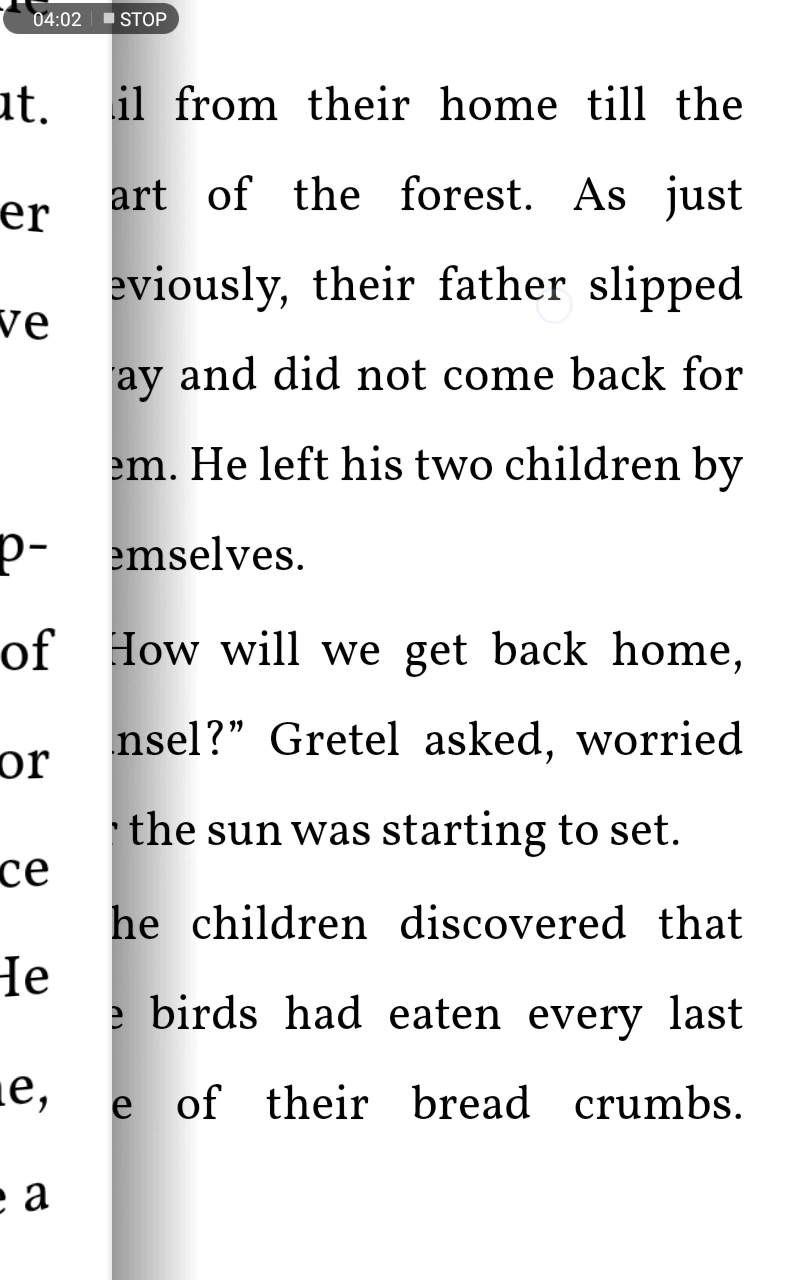 04:02 STOP
ut.
er
ve
p-
of
or
ce
He
e,
a
from their home till the
art of the forest. As just
eviously, their father slipped
ay and did not come back for
em. He left his two children by
emselves.
How will we get back home,
nsel?” Gretel asked, worried
the sun was starting to set.
he children discovered that
e birds had eaten every last
e of their bread crumbs.